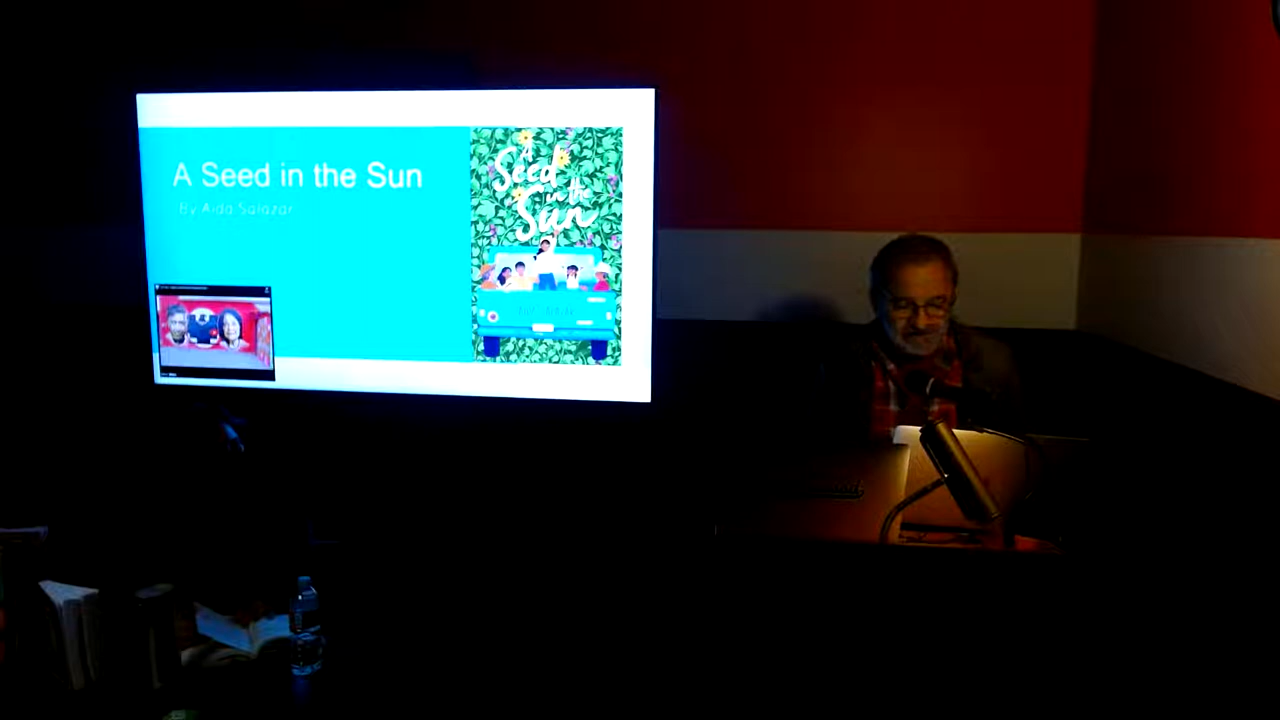 A Seed in the Sun
By Aida Salazar
A
Seed
in the
Sun